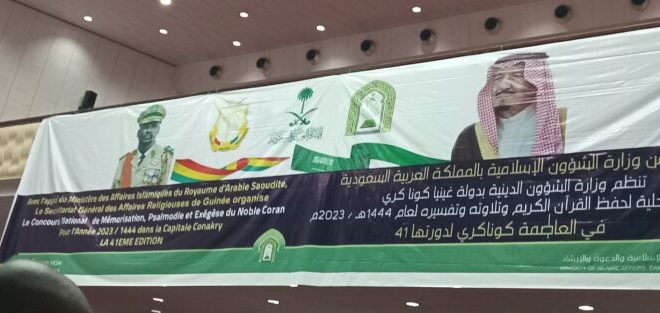 Avec l'appui du Ministère des Affaires Islamiques du Royaume d'Arabie Saoudite,
Le Secrétariat Général des Affaires Religieuses de Guinée organise
Le Concours National de Mémorisation, Psalmodie et Exégèse du Noble Coran
Pour l'Année 2023 / 1444 dans la Capitale Conakry
LA 41EME EDITION
من وزارة الشؤون الإسلامية بالمملكة العربية السعودية
تنظم وزارة الشؤون الدينية بدولة غينيا كوناكري
لحفظ القرآن الكريم وتلاوته وتفسيره لعام 1444هـ / 2023م
في العاصمة كوناكري لدورتها 41
الإسلامية والدعوة والإرشاد
MINISTRY OF ISLAMIC AFFAIRS,